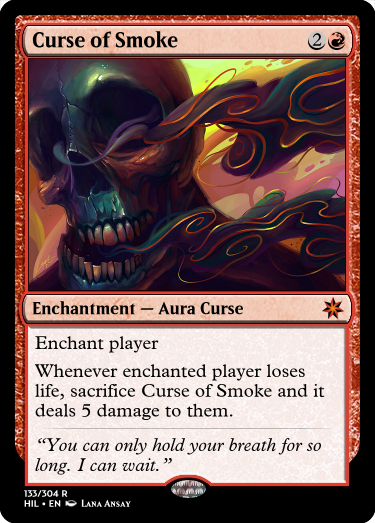 Curse of Smoke 2
Enchantment — Aura Curse
Enchant player
Whenever enchanted player loses
life, sacrifice Curse of Smoke and it
deals 5 damage to them.
“You can only hold your breath for so
long. I can wait.”
133/304 R
HIL • EN Lana Ansay